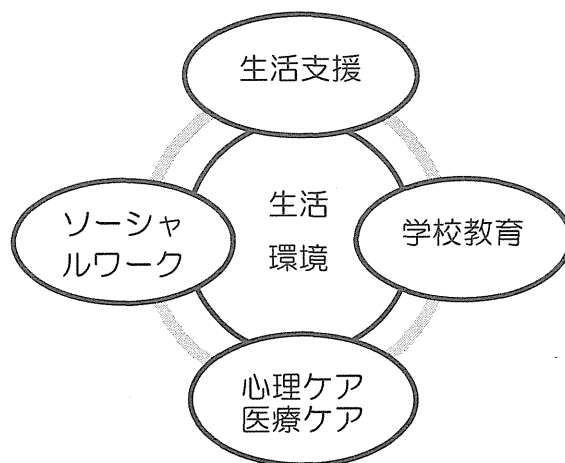 生活支援
ソーシャ
ルワーク
生活
環境
学校教育
心理ケア
医療ケア